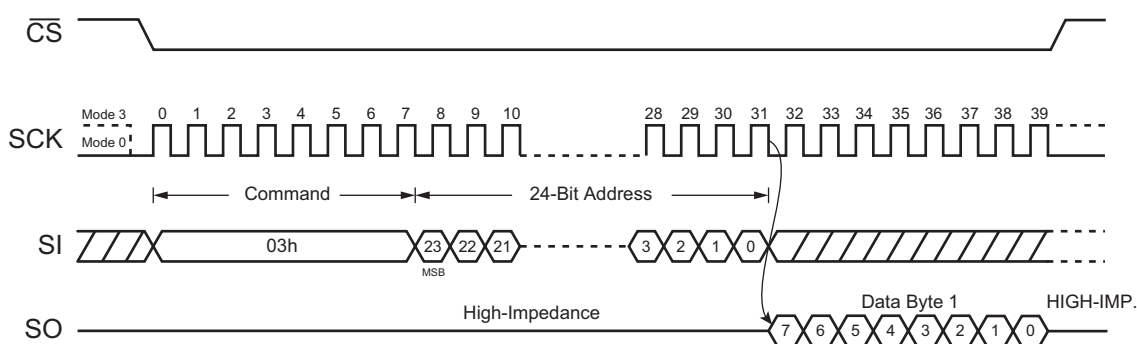 CS
Mode 3
0 1 2 3 4 5 6 7 8 9 10 28 29 30 31 32 33 34 35 36 37 38 39
SCK
Mode 0
Command 24-Bit Address
SI 03h 23 22 21 3 2 1 0
MSB
High-Impedance Data Byte 1 HIGH-IMP.
SO 7 6 5 4 3 2 1 0